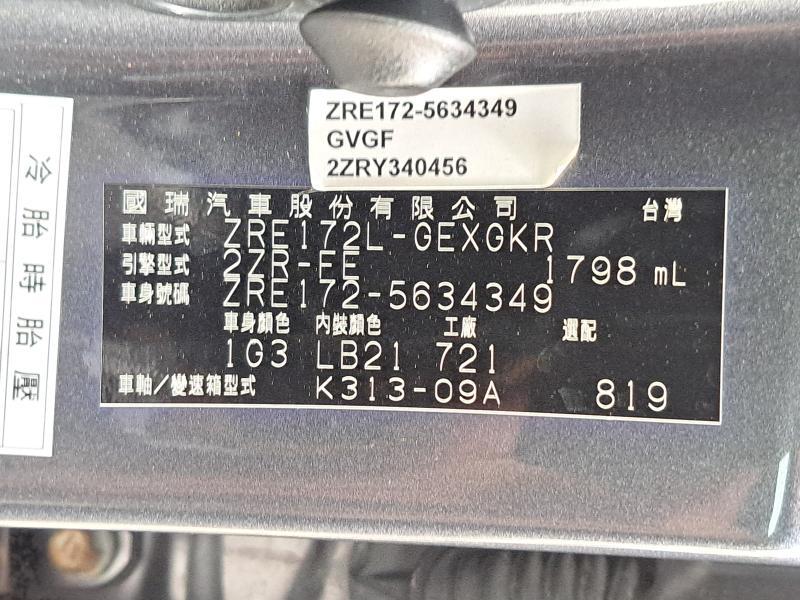 ZRE172-5634349
GVGF
2ZRY340456
國瑞汽車股份有限公司 台灣
車輛型式 ZRE172L-GEXGKR
引擎型式 2ZR-FE 1798 mL
車身號碼 ZRE172-5634349
車身顏色 內裝顏色 工廠 選配
1G3 LB21 721
車軸/變速箱型式 K313-09A 819
冷胎時胎壓